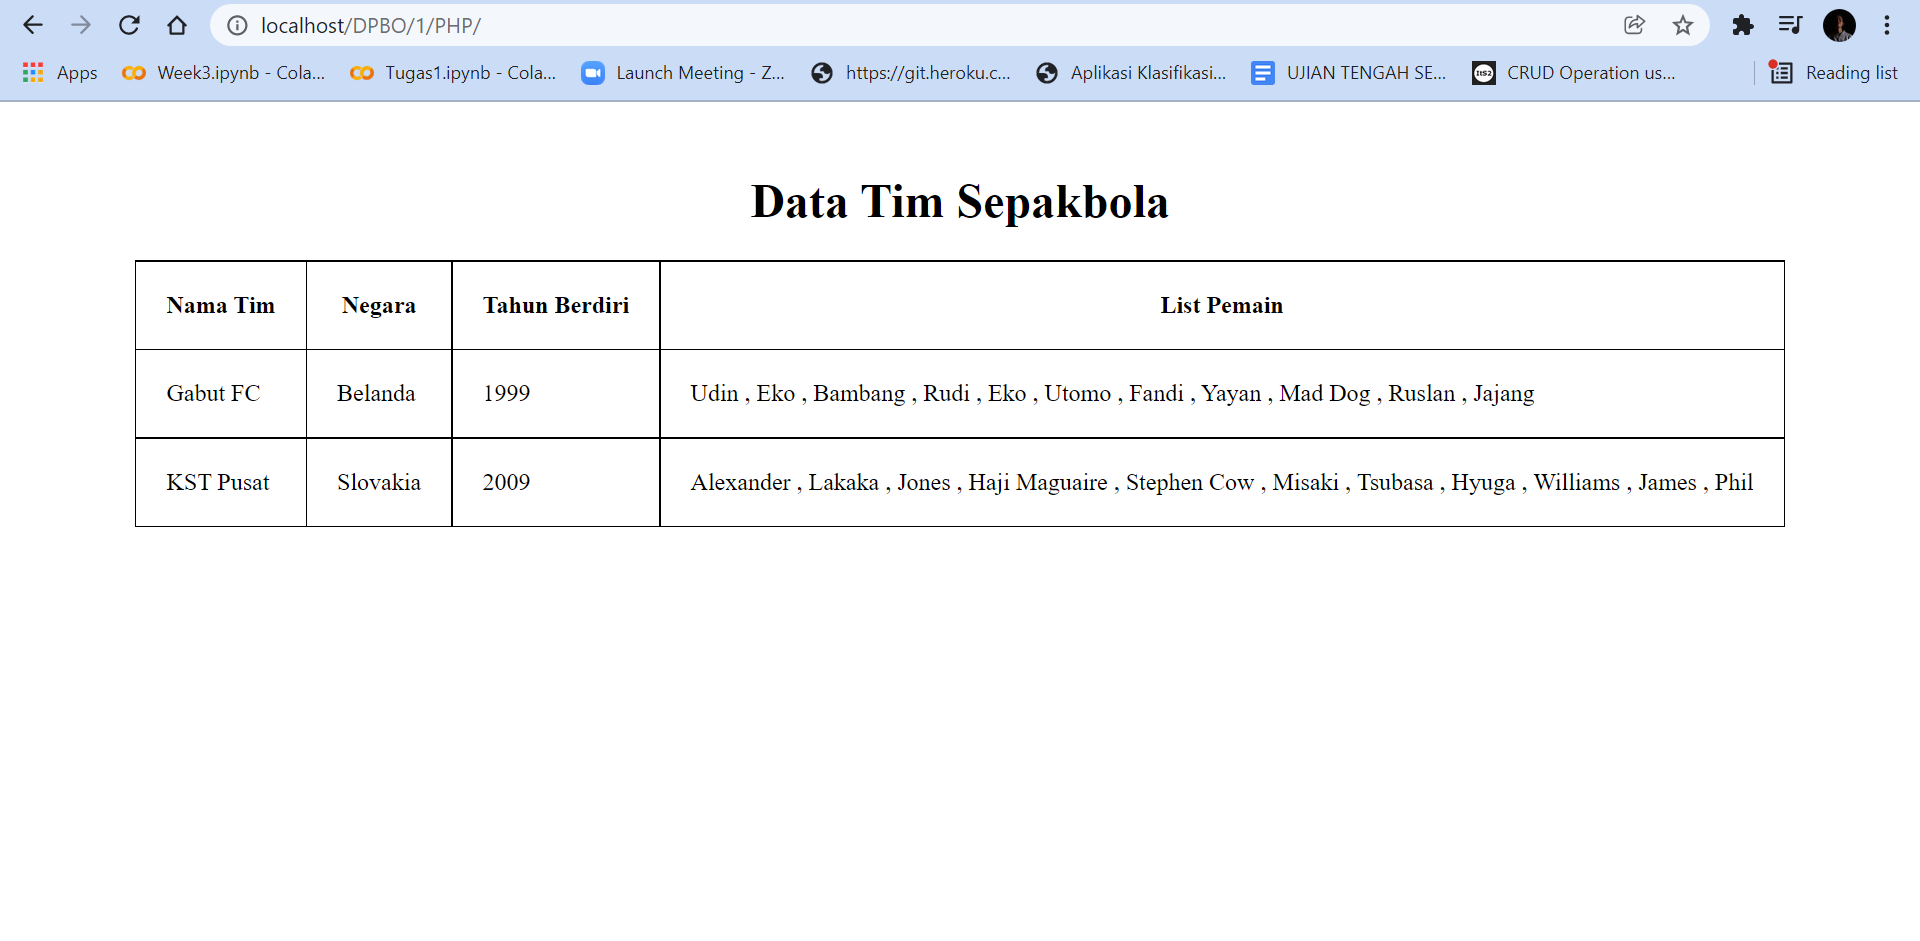 localhost/DPBO/1/PHP/
Apps Week3.ipynb - Cola... Tugas1.ipynb - Cola... Launch Meeting - Z... https://git.heroku.c... Aplikasi Klasifikasi... UJIAN TENGAH SE... ItS2 CRUD Operation us... Reading list
Data Tim Sepakbola
Nama Tim Negara Tahun Berdiri List Pemain
Gabut FC Belanda 1999 Udin , Eko , Bambang , Rudi , Eko , Utomo , Fandi , Yayan , Mad Dog , Ruslan , Jajang
KST Pusat Slovakia 2009 Alexander , Lakaka , Jones , Haji Maguaire , Stephen Cow , Misaki , Tsubasa , Hyuga , Williams , James , Phil